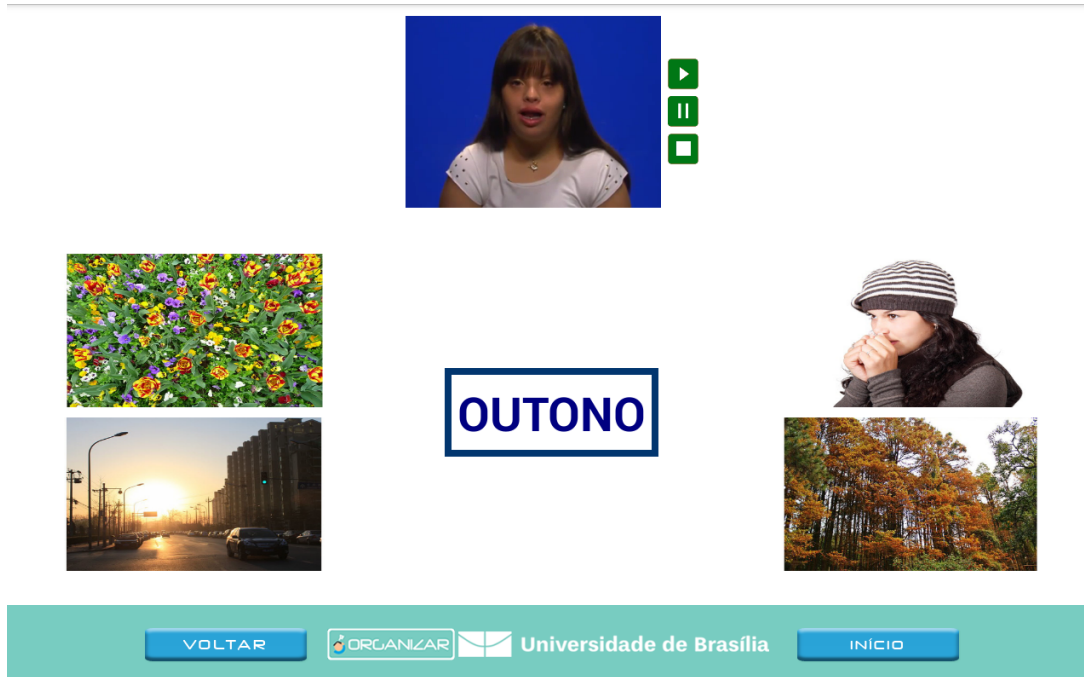 OUTONO
VOLTAR
ORGANIZAR
Universidade de Brasília
INÍCIO